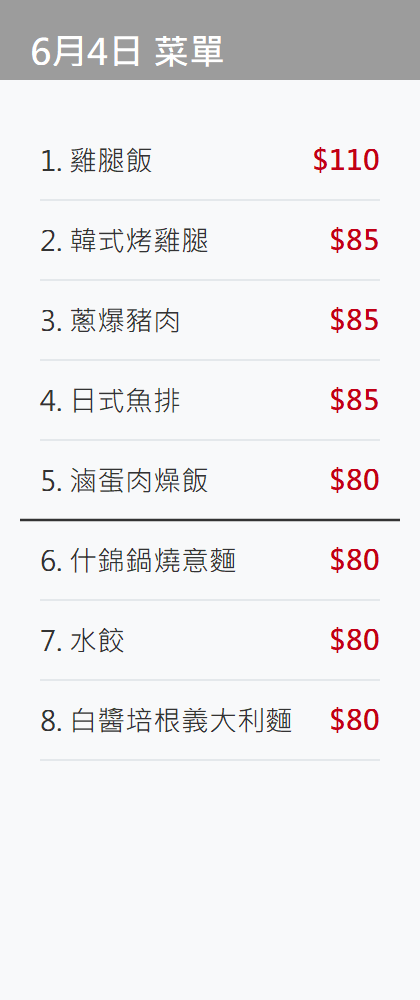 6月4日 菜單
1. 雞腿飯 $110
2. 韓式烤雞腿 $85
3. 蔥爆豬肉 $85
4. 日式魚排 $85
5. 滷蛋肉燥飯 $80
6. 什錦鍋燒意麵 $80
7. 水餃 $80
8. 白醬培根義大利麵 $80